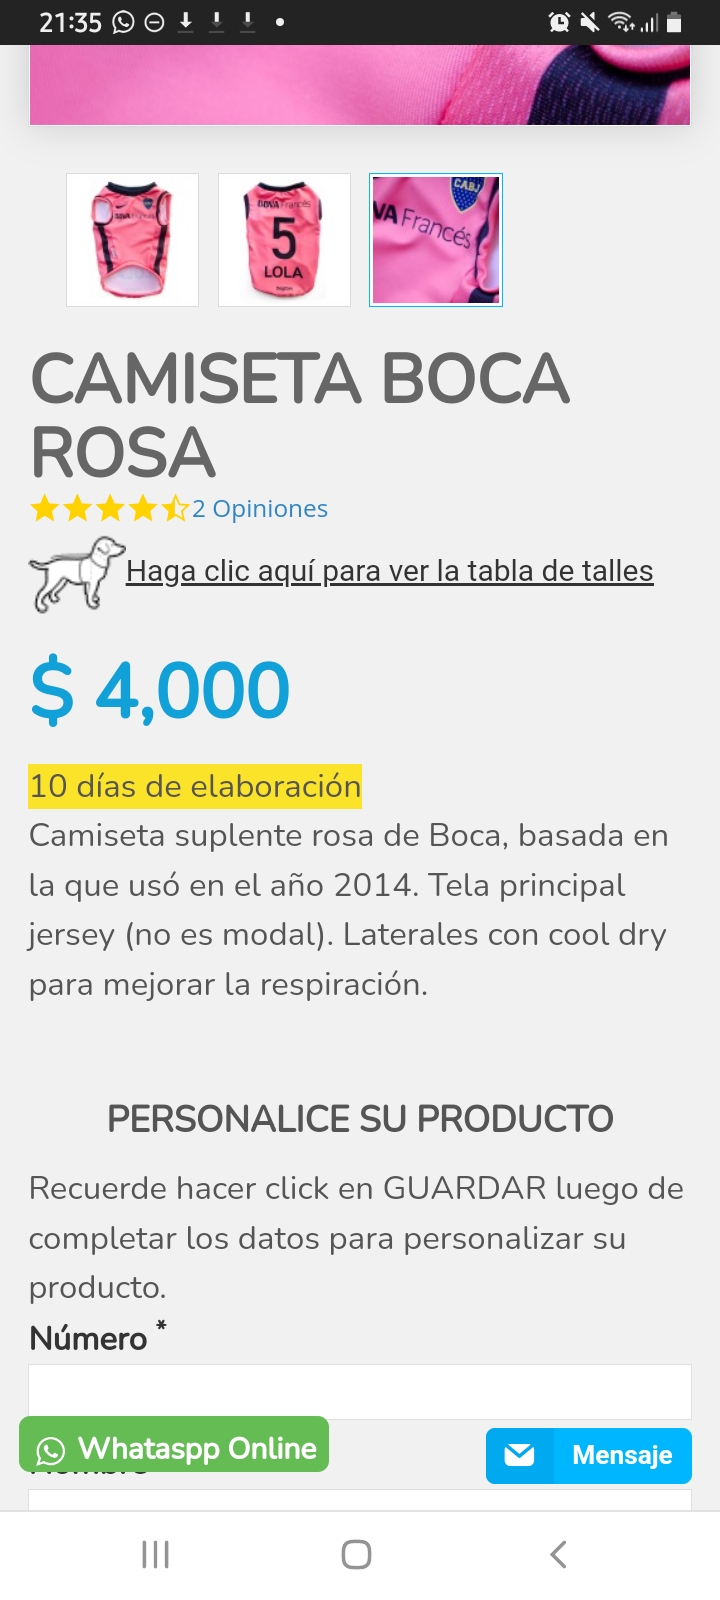 21:35
BBVA Francés
BBVA Francés
5
LOLA
CABJ
VA Francés
CAMISETA BOCA
ROSA
2 Opiniones
Haga clic aquí para ver la tabla de talles
$ 4,000
10 días de elaboración
Camiseta suplente rosa de Boca, basada en
la que usó en el año 2014. Tela principal
jersey (no es modal). Laterales con cool dry
para mejorar la respiración.
PERSONALICE SU PRODUCTO
Recuerde hacer click en GUARDAR luego de
completar los datos para personalizar su
producto.
Número *
Whataspp Online
Mensaje